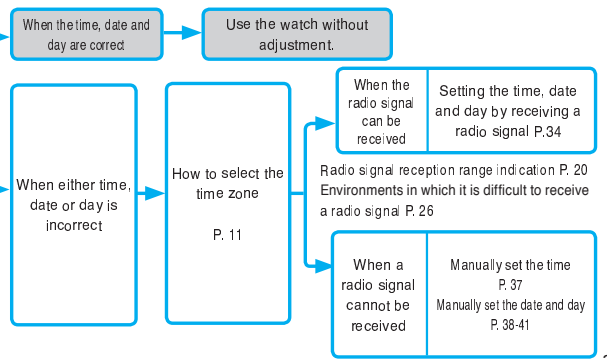 When the time, date and
day are correct
Use the watch without
adjustment.
When either time,
date or day is
incorrect
How to select the
time zone
P. 11
When the
radio signal
can be
received
Setting the time, date
and day by receiving a
radio signal P.34
Radio signal reception range indication P. 20
Environments in which it is difficult to receive
a radio signal P. 26
When a
radio signal
cannot be
received
Manually set the time
P. 37
Manually set the date and day
P. 38-41